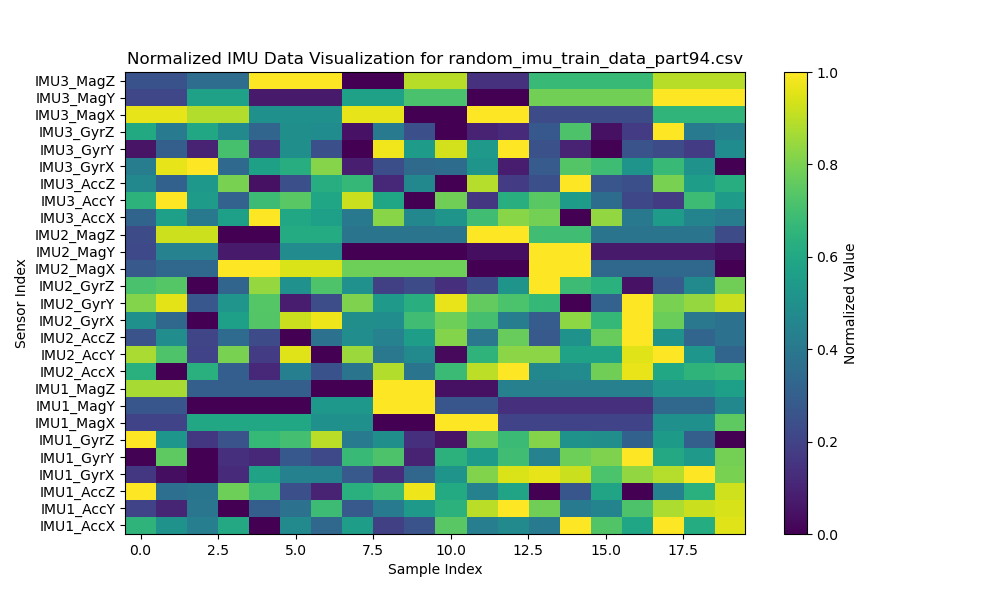 Normalized IMU Data Visualization for random_imu_train_data_part94.csv
IMU3_MagZ
IMU3_MagY
IMU3_MagX
IMU3_GyrZ
IMU3_GyrY
IMU3_GyrX
IMU3_AccZ
IMU3_AccY
IMU3_AccX
IMU2_MagZ
IMU2_MagY
IMU2_MagX
IMU2_GyrZ
IMU2_GyrY
IMU2_GyrX
IMU2_AccZ
IMU2_AccY
IMU2_AccX
IMU1_MagZ
IMU1_MagY
IMU1_MagX
IMU1_GyrZ
IMU1_GyrY
IMU1_GyrX
IMU1_AccZ
IMU1_AccY
IMU1_AccX
Sensor Index
0.0 2.5 5.0 7.5 10.0 12.5 15.0 17.5
Sample Index
1.0
0.8
0.6
0.4
0.2
0.0
Normalized Value